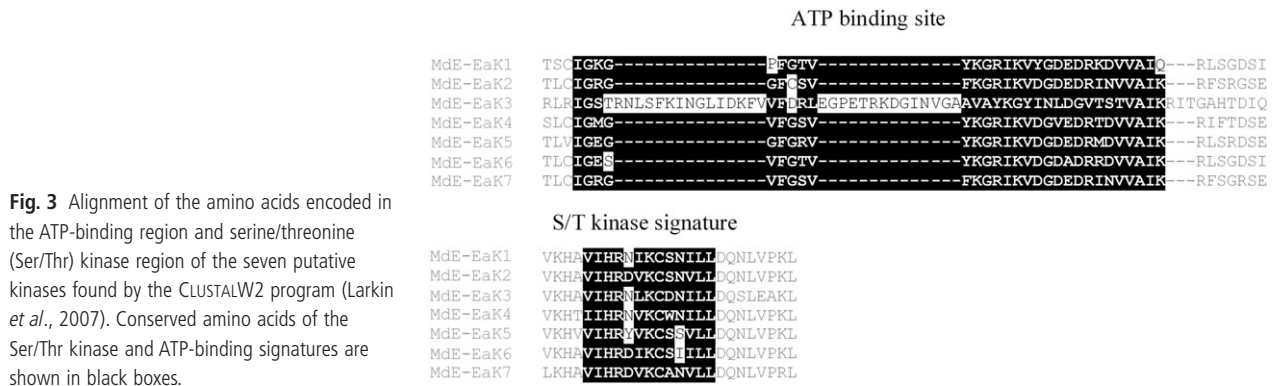 ATP binding site
MdE-EaK1 TSCIGKG----------------PFGTV---------------YKGRIKVYGDEDRKDVVAIQ---RLSGDSI
MdE-EaK2 TLCIGRG----------------GFCSV---------------YKGRIKVDGDEDRINVVAIK---RFSRGSE
MdE-EaK3 RLRIGSTRNLSFKINGLIDKFVVFDRLEGPETRKDGINVGAAVAYKGYINLDGVTSTVAIKRITGAHTDIQ
MdE-EaK4 SLCIGMG----------------VFGSV---------------YKGRIKVDGVEDRTDVVAIK---RIFTDSE
MdE-EaK5 TLVIGEG----------------VFGRV---------------YKGRIKVDGDEDRMDVVAIK---RLSRDSE
MdE-EaK6 TLCIGES----------------VFGTV---------------YKGRIKVDGDADRRDVVAIK---RLSGDSI
MdE-EaK7 TLCIGRG----------------VFGSV---------------FKGRIKVDGDEDRINVVAIK---RFSGRSE
S/T kinase signature
MdE-EaK1 VKHAVIHRNIKCSNILLDQNLVPKL
MdE-EaK2 VKHAVIHRDVKCSNVLLDQNLVPKL
MdE-EaK3 VKHAVIHRNLKCDNILLDQSLEAKL
MdE-EaK4 VKHTIIHRNVKCWNILLDQNLVPKL
MdE-EaK5 VKHVVIHRYVKCSSVLLDQNLVPKL
MdE-EaK6 VKHAVIHRDIKCSIILLDQNLVPKL
MdE-EaK7 LKHAVIHRDVKCANVLLDQNLVPRL
Fig. 3 Alignment of the amino acids encoded in
the ATP-binding region and serine/threonine
(Ser/Thr) kinase region of the seven putative
kinases found by the CLUSTALW2 program (Larkin
et al., 2007). Conserved amino acids of the
Ser/Thr kinase and ATP-binding signatures are
shown in black boxes.